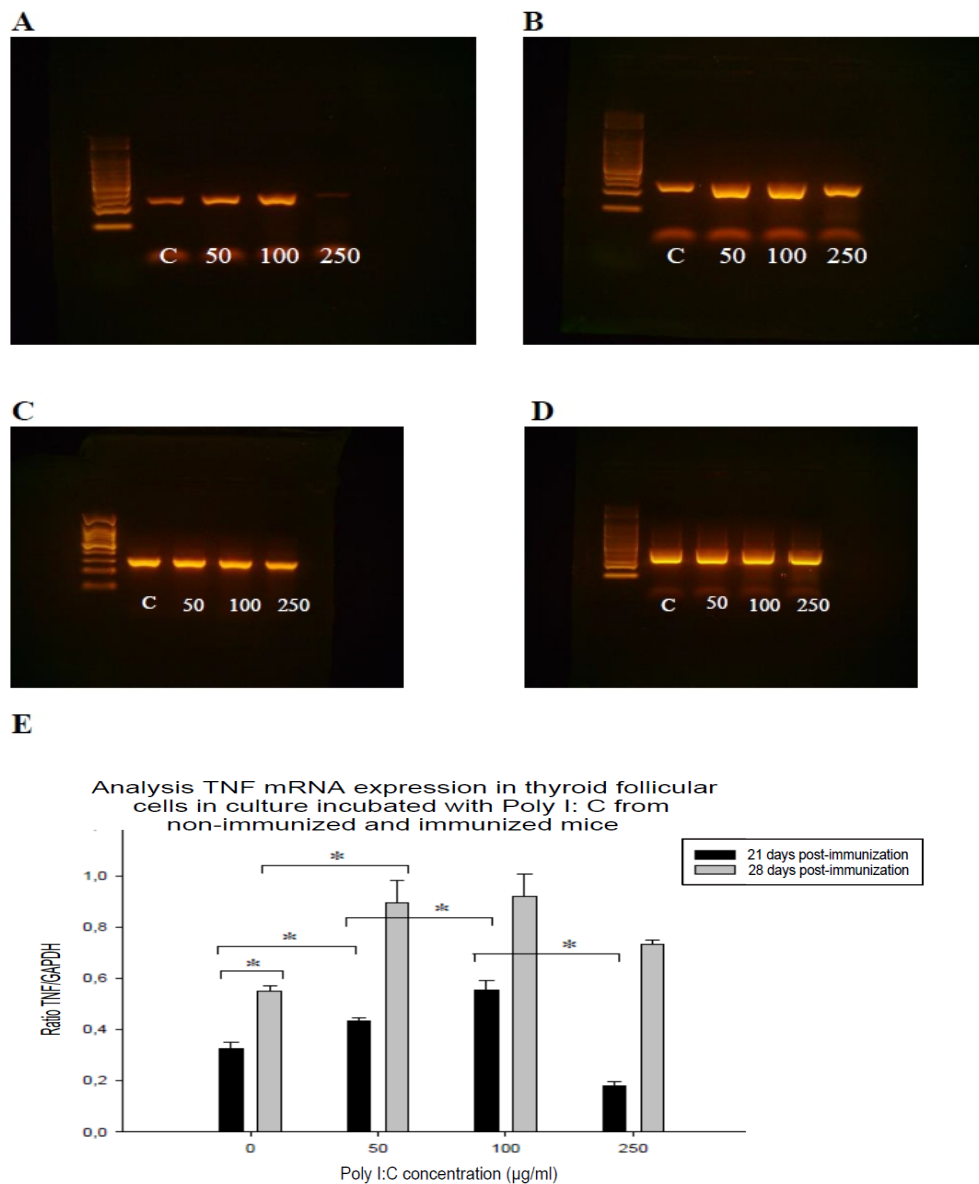 A
B
C 50 100 250
C 50 100 250
C
D
C 50 100 250
C 50 100 250
E
Analysis TNF mRNA expression in thyroid follicular
cells in culture incubated with Poly I: C from
non-immunized and immunized mice
21 days post-immunization
28 days post-immunization
*
*
*
*
*
1,0
0,8
0,6
0,4
0,2
0,0
Ratio TNF/GAPDH
0 50 100 250
Poly I:C concentration (µg/ml)